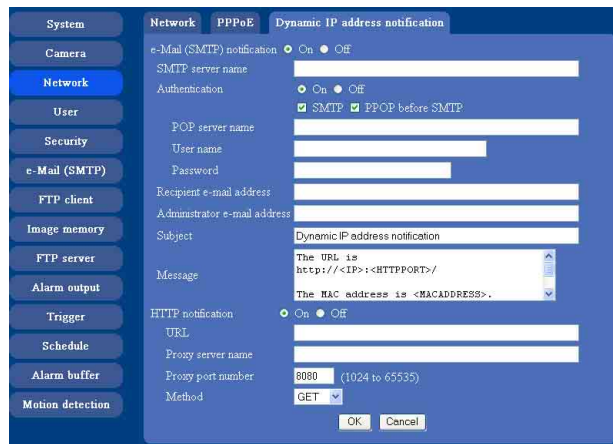 System
Camera
Network
User
Security
e-Mail (SMTP)
FTP client
Image memory
FTP server
Alarm output
Trigger
Schedule
Alarm buffer
Motion detection
Network PPPoE Dynamic IP address notification
e-Mail (SMTP) notification On Off
SMTP server name
Authentication On Off
SMTP PPOP before SMTP
POP server name
User name
Password
Recipient e-mail address
Administrator e-mail address
Subject Dynamic IP address notification
Message
The URL is
http://<IP>:<HTTPPORT>/
The MAC address is <MACADDRESS>.
HTTP notification On Off
URL
Proxy server name
Proxy port number 8080 (1024 to 65535)
Method GET
OK Cancel